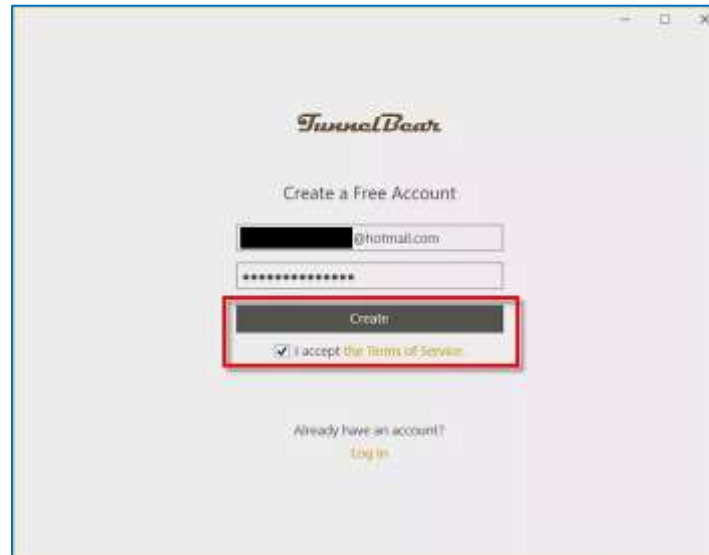 TunnelBear
Create a Free Account
@hotmail.com
••••••••••••••
Create
I accept the Terms of Service
Already have an account?
Log in